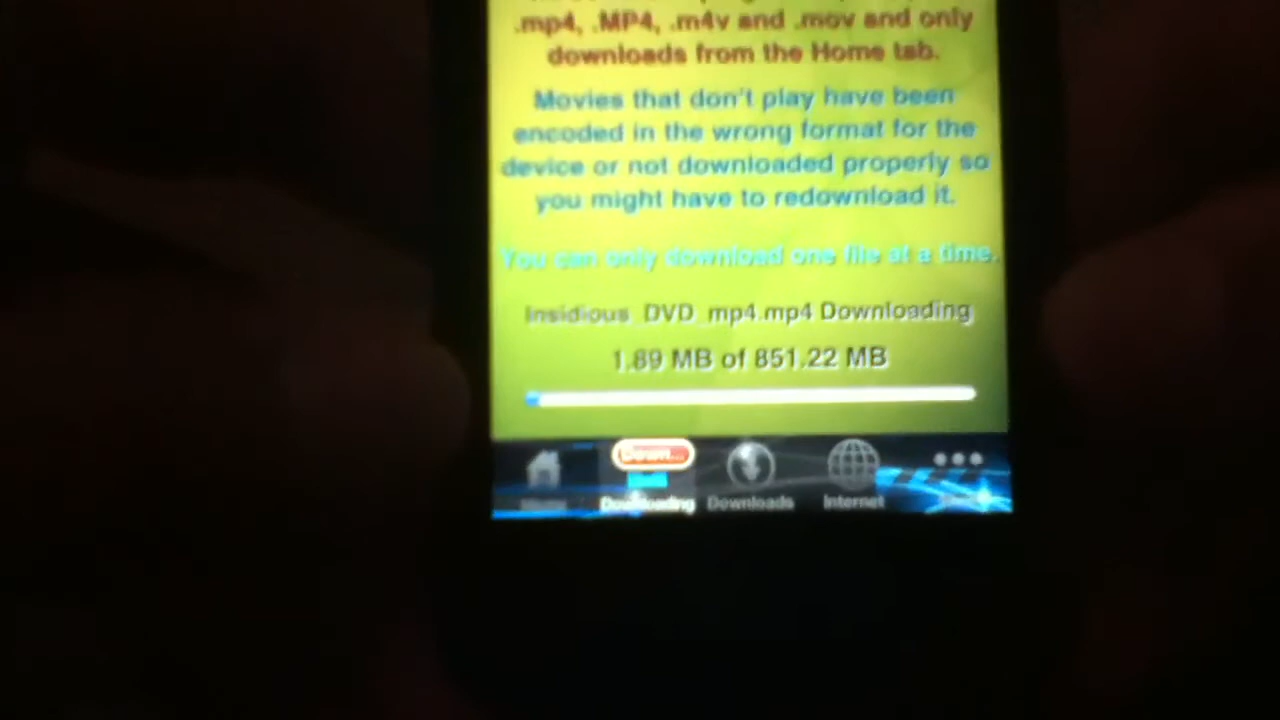 .mp4, .MP4, .m4v and .mov and only
downloads from the Home tab.
Movies that don't play have been
encoded in the wrong format for the
device or not downloaded properly so
you might have to redownload it.
You can only download one file at a time.
Insidious_DVD_mp4.mp4 Downloading
1.89 MB of 851.22 MB
Down...
Home Downloading Downloads Internet